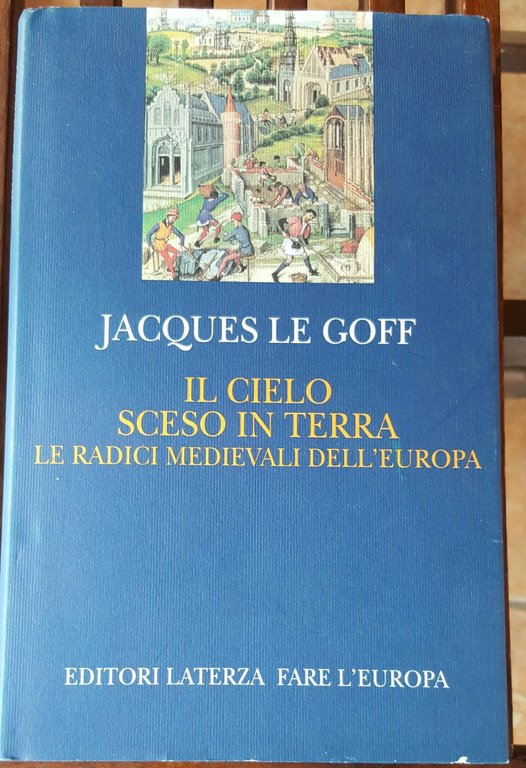 JACQUES LE GOFF
IL CIELO
SCESO IN TERRA
LE RADICI MEDIEVALI DELL'EUROPA
EDITORI LATERZA FARE L'EUROPA